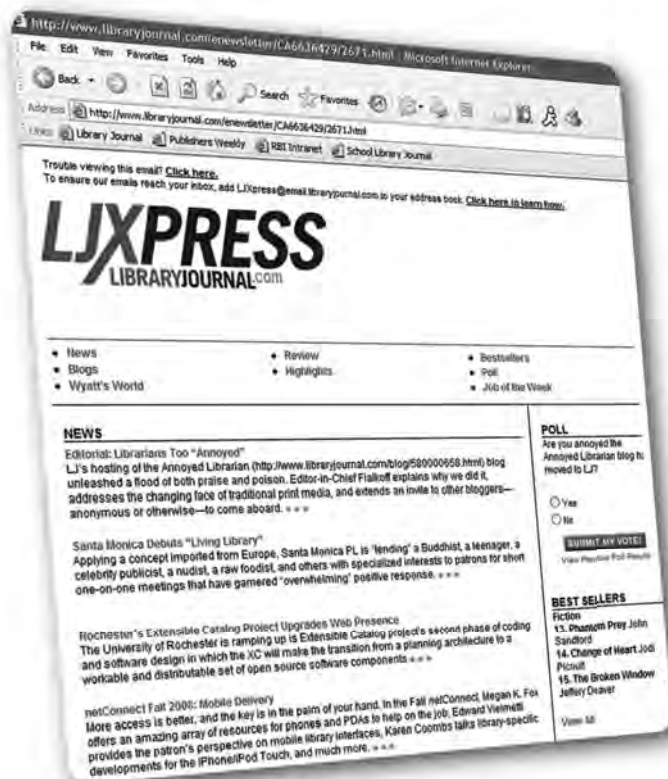 http://www.libraryjournal.com/enewsletter/CA6636429/2671.html - Microsoft Internet Explorer
File Edit View Favorites Tools Help
Back Search Favorites
Address http://www.libraryjournal.com/enewsletter/CA6636429/2671.html
Links Library Journal Publishers Weekly RBI Intranet School Library Journal
Trouble viewing this email? Click here.
To ensure our emails reach your inbox, add LJXpress@email.libraryjournal.com to your address book. Click here to learn how.
LJXPRESS
LIBRARYJOURNAL.com
• News
• Blogs
• Wyatt's World
• Review
• Highlights
• Bestsellers
• Poll
• Job of the Week
NEWS
Editorial: Librarians Too "Annoyed"
LJ's hosting of the Annoyed Librarian (http://www.libraryjournal.com/blog/580000658.html) blog
unleashed a flood of both praise and poison. Editor-in-Chief Fialkoff explains why we did it,
addresses the changing face of traditional print media, and extends an invite to other bloggers—
anonymous or otherwise—to come aboard. » » »
Santa Monica Debuts "Living Library"
Applying a concept imported from Europe, Santa Monica PL is 'lending' a Buddhist, a teenager, a
celebrity publicist, a nudist, a raw foodist, and others with specialized interests to patrons for short
one-on-one meetings that have garnered 'overwhelming' positive response. » » »
Rochester's Extensible Catalog Project Upgrades Web Presence
The University of Rochester is ramping up is Edensible Catalog project's second phase of coding
and software design in which the XC will make the transition from a planning architecture to a
workable and distributable set of open source software components » » »
netConnect Fall 2008: Mobile Delivery
More access is better, and the key is in the palm of your hand. In the Fall netConnect, Megan K. Fox
offers an amazing array of resources for phones and PDAs to help on the job, Edward Vielmetti
provides the patron's perspective on mobile library interfaces, Karen Coombs talks library-specific
developments for the iPhone/iPod Touch, and much more. » » »
POLL
Are you annoyed the
Annoyed Librarian blog h
moved to LJ?
Yes
No
SUBMIT MY VOTE!
View Previous Poll Results
BEST SELLERS
Fiction
13. Phantom Prey John
Sandford
14. Change of Heart Jodi
Picoult
15. The Broken Window
Jeffery Deaver
View All